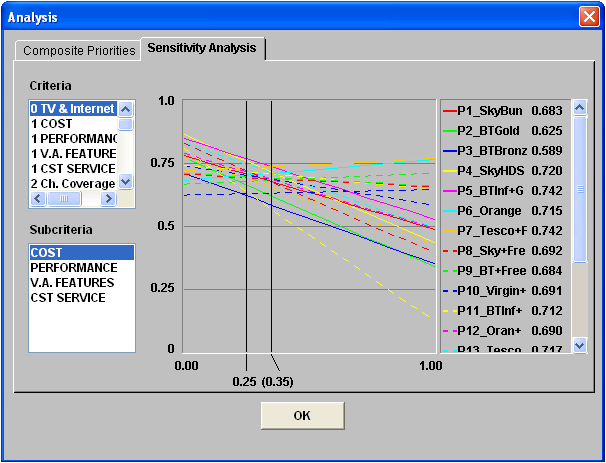 Analysis
Composite Priorities
Sensitivity Analysis
Criteria
0 TV & Internet
1 COST
1 PERFORMANC
1 V.A. FEATURE
1 CST SERVICE
2 Ch. Coverage
Subcriteria
COST
PERFORMANCE
V.A. FEATURES
CST SERVICE
1.0
0.75
0.5
0.25
0
0.00
1.00
0.25 (0.35)
P1_SkyBun 0.683
P2_BTGold 0.625
P3_BTBronz 0.589
P4_SkyHDS 0.720
P5_BTInf+G 0.742
P6_Orange 0.715
P7_Tesco+F 0.742
P8_Sky+Fre 0.692
P9_BT+Free 0.684
P10_Virgin+ 0.691
P11_BTInf+ 0.712
P12_Oran+ 0.690
P13_Tesco 0.717
OK